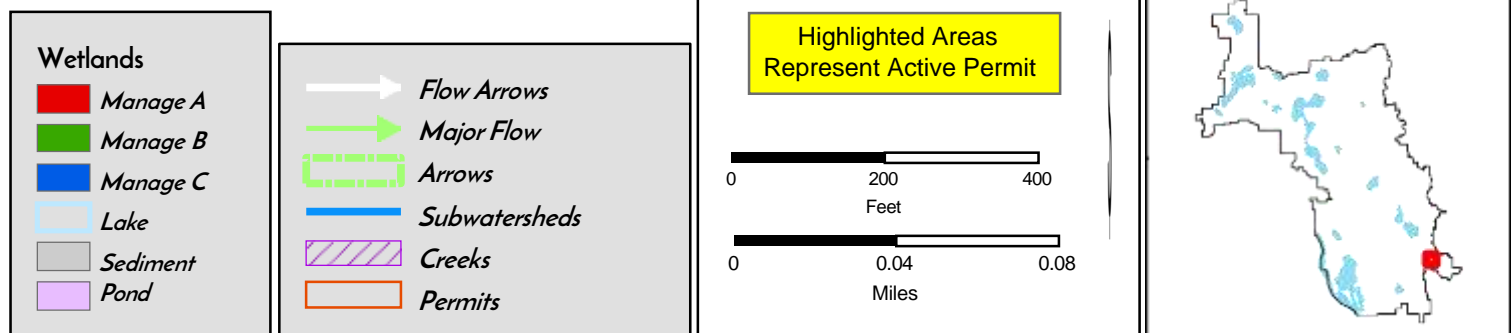 Wetlands
Manage A
Manage B
Manage C
Lake
Sediment
Pond
Flow Arrows
Major Flow
Arrows
Subwatersheds
Creeks
Permits
Highlighted Areas
Represent Active Permit
0 200 400
Feet
0 0.04 0.08
Miles